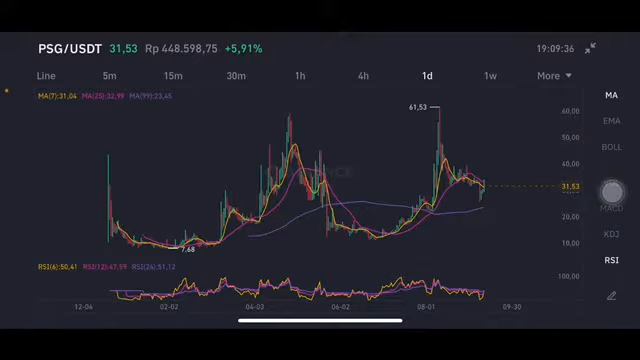 PSG/USDT 31,53 Rp 448.598,75 +5,91% 19:09:36
Line 5m 15m 30m 1h 4h 1d 1w More
MA(7):31,04 MA(25):32,99 MA(99):23,45
MA
EMA
BOLL
MACD
KDJ
RSI
61,53
60,00
50,00
40,00
31,53
20,00
10,00
7,68
RSI(6):50,41 RSI(12):47,59 RSI(24):51,12
100,00
12-04 02-02 04-03 06-02 08-01 09-30